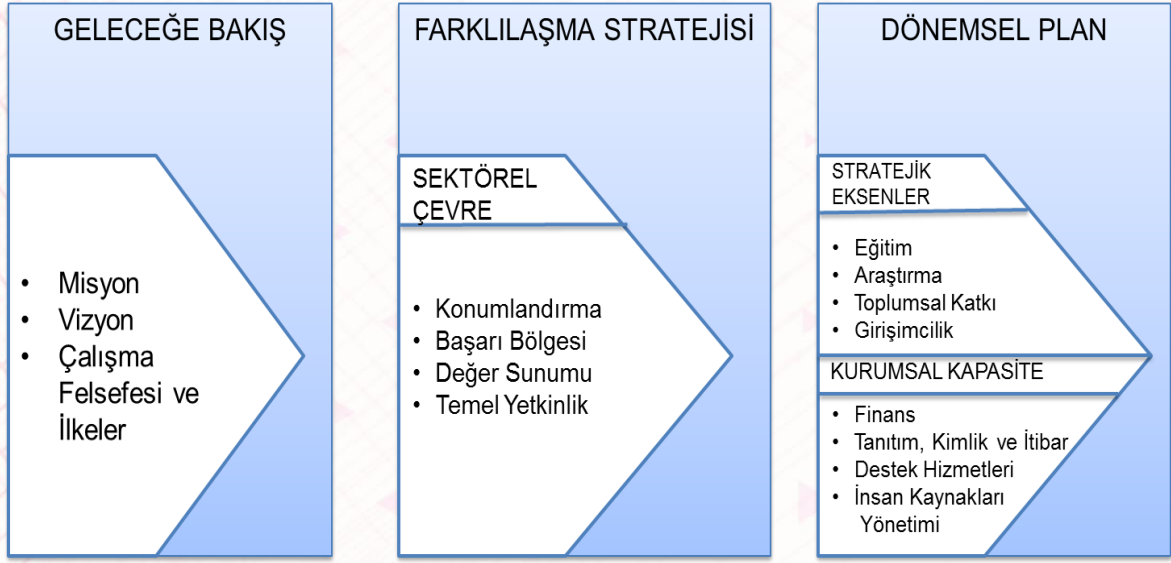 GELECEĞE BAKIŞ
• Misyon
• Vizyon
• Çalışma
Felsefesi ve
İlkeler
FARKLILAŞMA STRATEJİSİ
SEKTÖREL
ÇEVRE
• Konumlandırma
• Başarı Bölgesi
• Değer Sunumu
• Temel Yetkinlik
DÖNEMSEL PLAN
STRATEJİK
EKSENLER
• Eğitim
• Araştırma
• Toplumsal Katkı
• Girişimcilik
KURUMSAL KAPASİTE
• Finans
• Tanıtım, Kimlik ve İtibar
• Destek Hizmetleri
• İnsan Kaynakları
Yönetimi